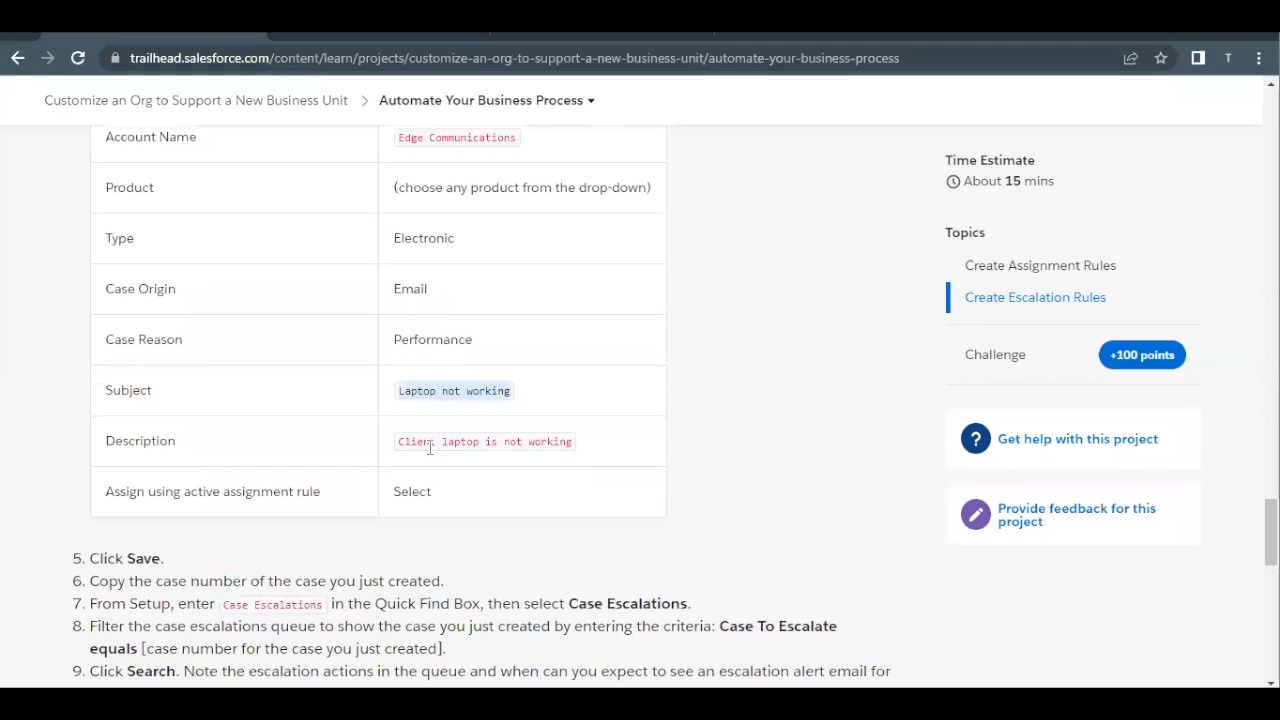 trailhead.salesforce.com/content/learn/projects/customize-an-org-to-support-a-new-business-unit/automate-your-business-process
T
Customize an Org to Support a New Business Unit > Automate Your Business Process
Account Name Edge Communications
Product (choose any product from the drop-down)
Type Electronic
Case Origin Email
Case Reason Performance
Subject Laptop not working
Description Client laptop is not working
Assign using active assignment rule Select
5. Click Save.
6. Copy the case number of the case you just created.
7. From Setup, enter Case Escalations in the Quick Find Box, then select Case Escalations.
8. Filter the case escalations queue to show the case you just created by entering the criteria: Case To Escalate
equals [case number for the case you just created].
9. Click Search. Note the escalation actions in the queue and when can you expect to see an escalation alert email for
Time Estimate
About 15 mins
Topics
Create Assignment Rules
Create Escalation Rules
Challenge +100 points
? Get help with this project
Provide feedback for this
project